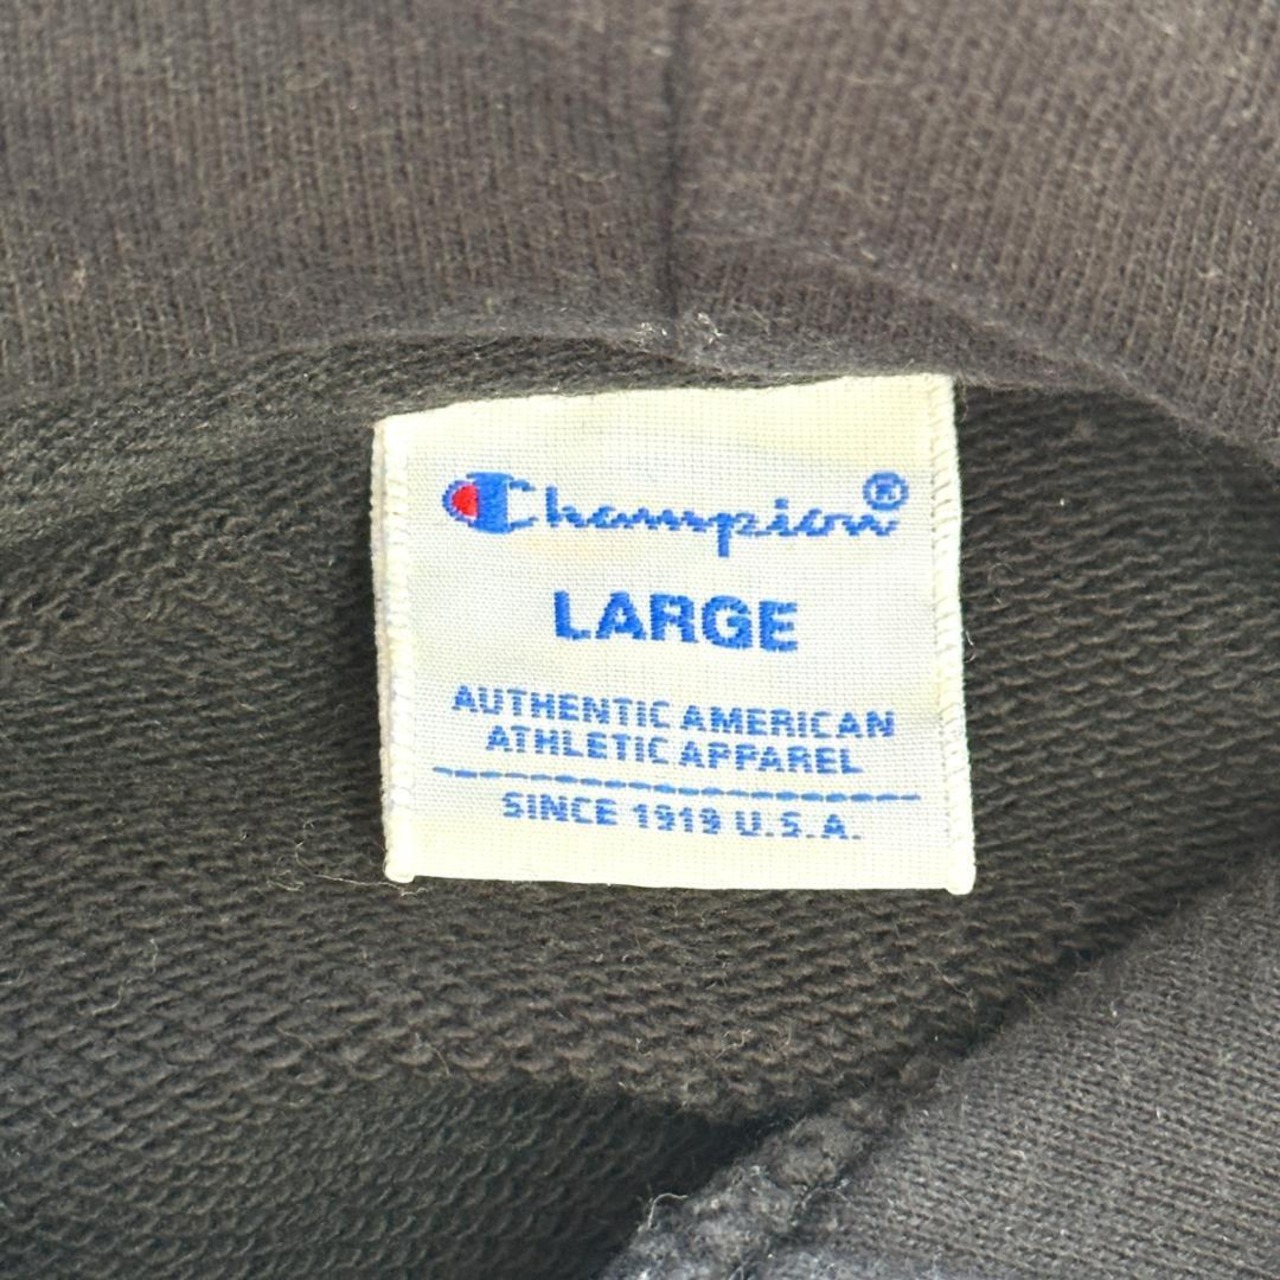 Champion®
LARGE
AUTHENTIC AMERICAN
ATHLETIC APPAREL
SINCE 1919 U.S.A.